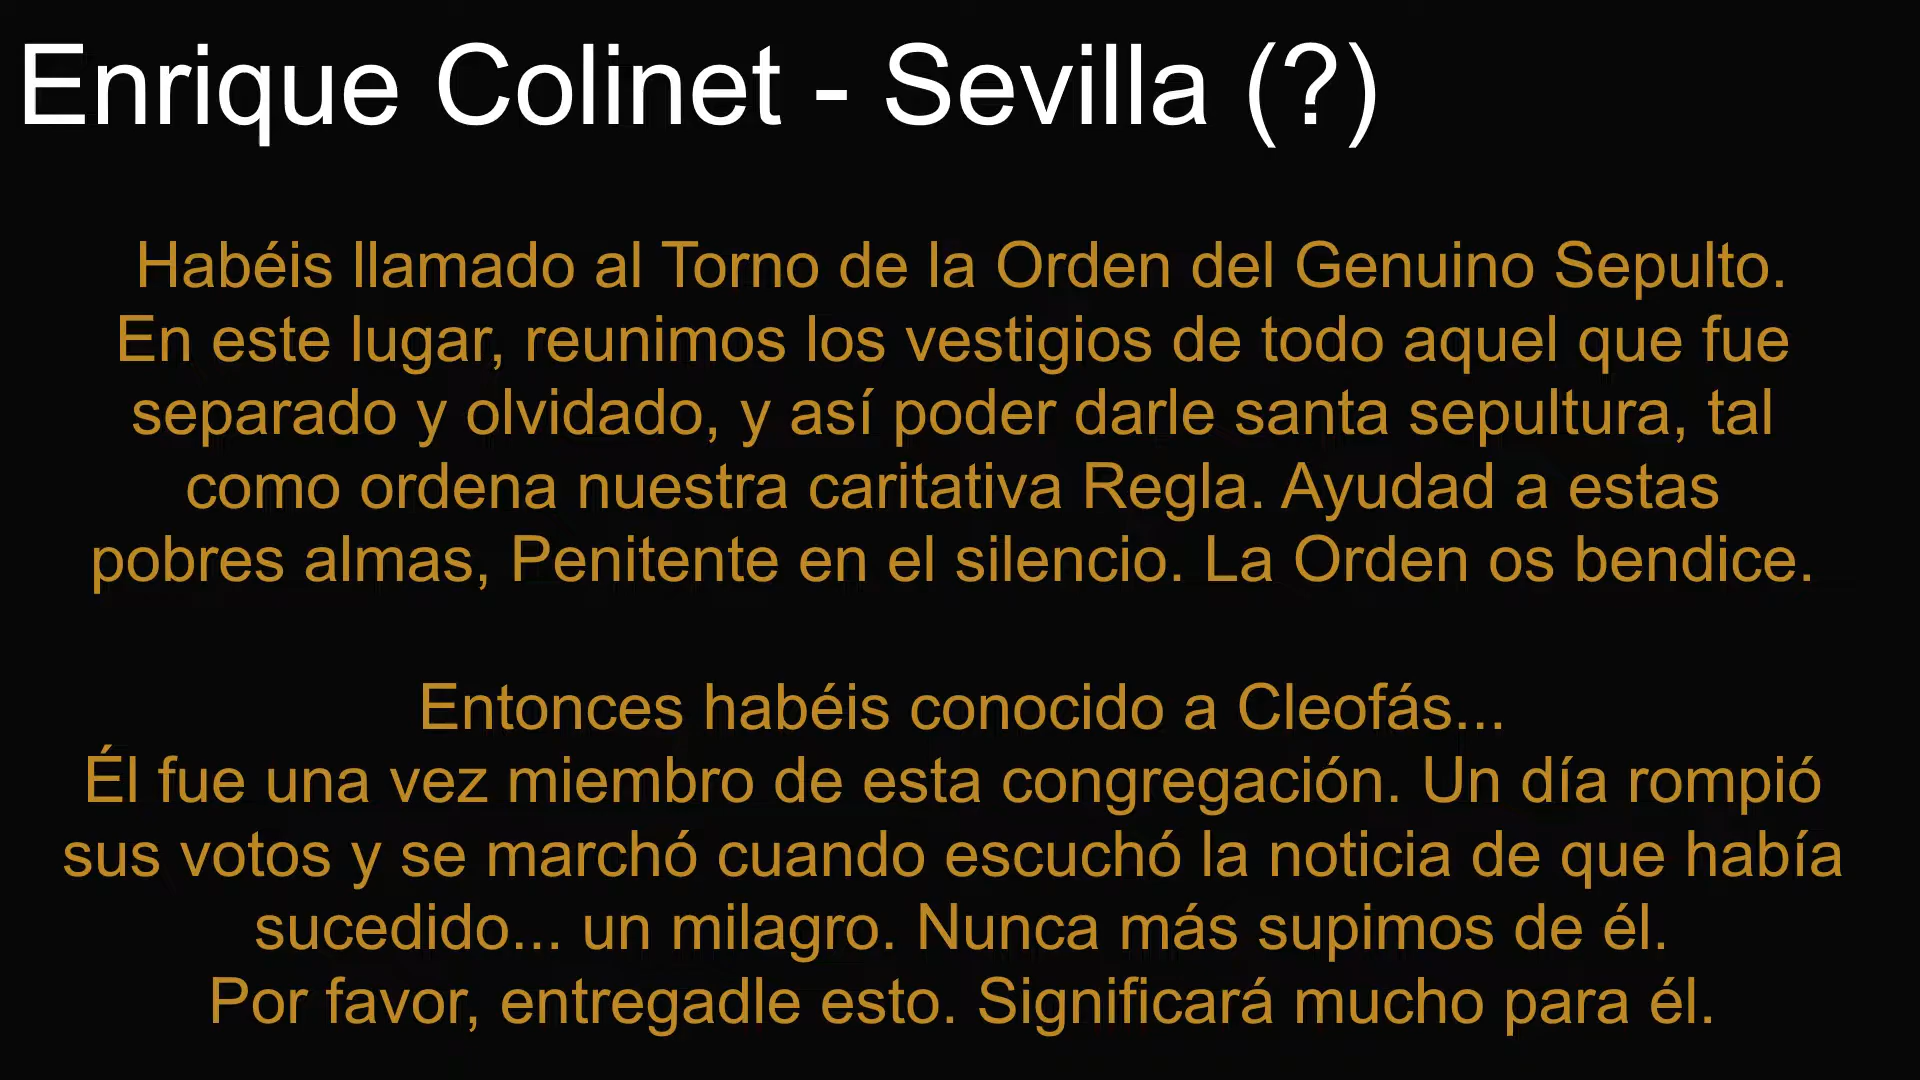 Enrique Colinet - Sevilla (?)
Habéis llamado al Torno de la Orden del Genuino Sepulto.
En este lugar, reunimos los vestigios de todo aquel que fue
separado y olvidado, y así poder darle santa sepultura, tal
como ordena nuestra caritativa Regla. Ayudad a estas
pobres almas, Penitente en el silencio. La Orden os bendice.
Entonces habéis conocido a Cleofás...
Él fue una vez miembro de esta congregación. Un día rompió
sus votos y se marchó cuando escuchó la noticia de que había
sucedido... un milagro. Nunca más supimos de él.
Por favor, entregadle esto. Significará mucho para él.